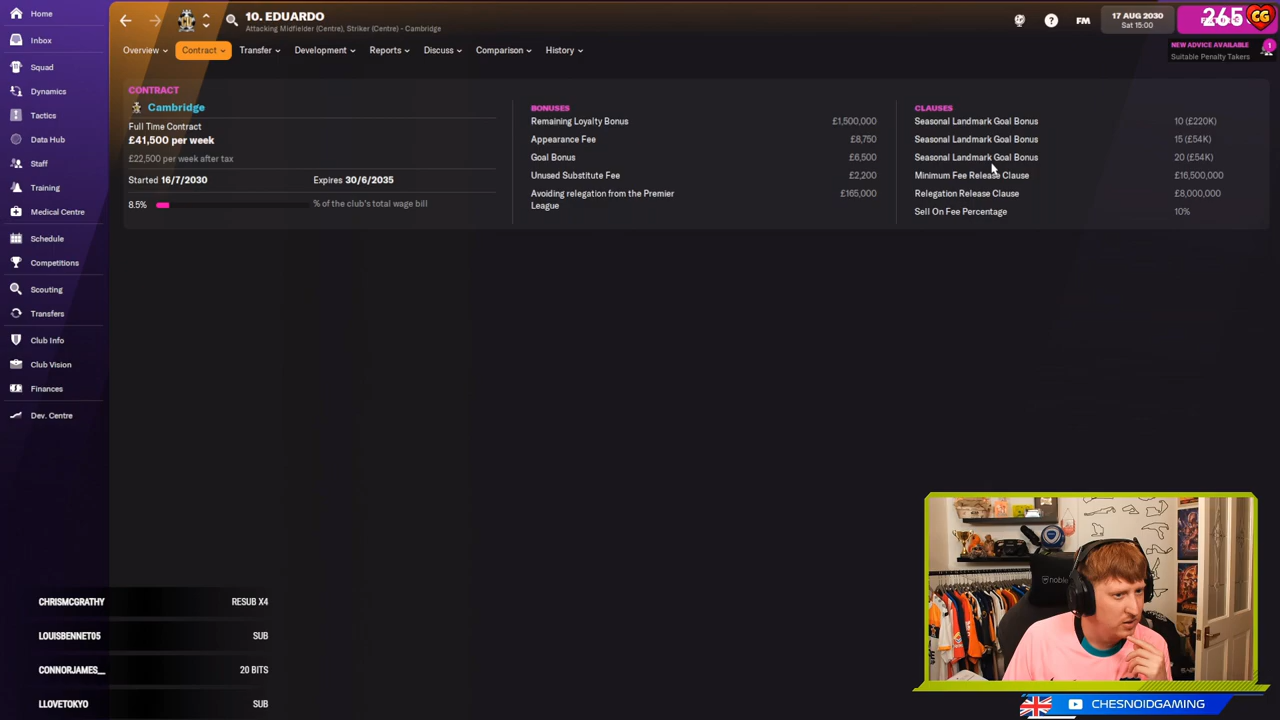 Home
Inbox
Squad
Dynamics
Tactics
Data Hub
Staff
Training
Medical Centre
Schedule
Competitions
Scouting
Transfers
Club Info
Club Vision
Finances
Dev. Centre
10. EDUARDO
Attacking Midfielder (Centre), Striker (Centre) - Cambridge
FM
17 AUG 2030
Sat 15:00
265
CG
NEW ADVICE AVAILABLE
Suitable Penalty Takers
1
Overview
Contract
Transfer
Development
Reports
Discuss
Comparison
History
CONTRACT
Cambridge
Full Time Contract
£41,500 per week
£22,500 per week after tax
Started 16/7/2030 Expires 30/6/2035
8.5% % of the club's total wage bill
BONUSES
Remaining Loyalty Bonus £1,500,000
Appearance Fee £8,750
Goal Bonus £6,500
Unused Substitute Fee £2,200
Avoiding relegation from the Premier £165,000
League
CLAUSES
Seasonal Landmark Goal Bonus 10 (£220K)
Seasonal Landmark Goal Bonus 15 (£54K)
Seasonal Landmark Goal Bonus 20 (£54K)
Minimum Fee Release Clause £16,500,000
Relegation Release Clause £8,000,000
Sell On Fee Percentage 10%
CHRISMCGRATHY RESUB X4
LOUISBENNET05 SUB
CONNORJAMES__ 20 BITS
LLOVETOKYO SUB
noble
CHESNOIDGAMING